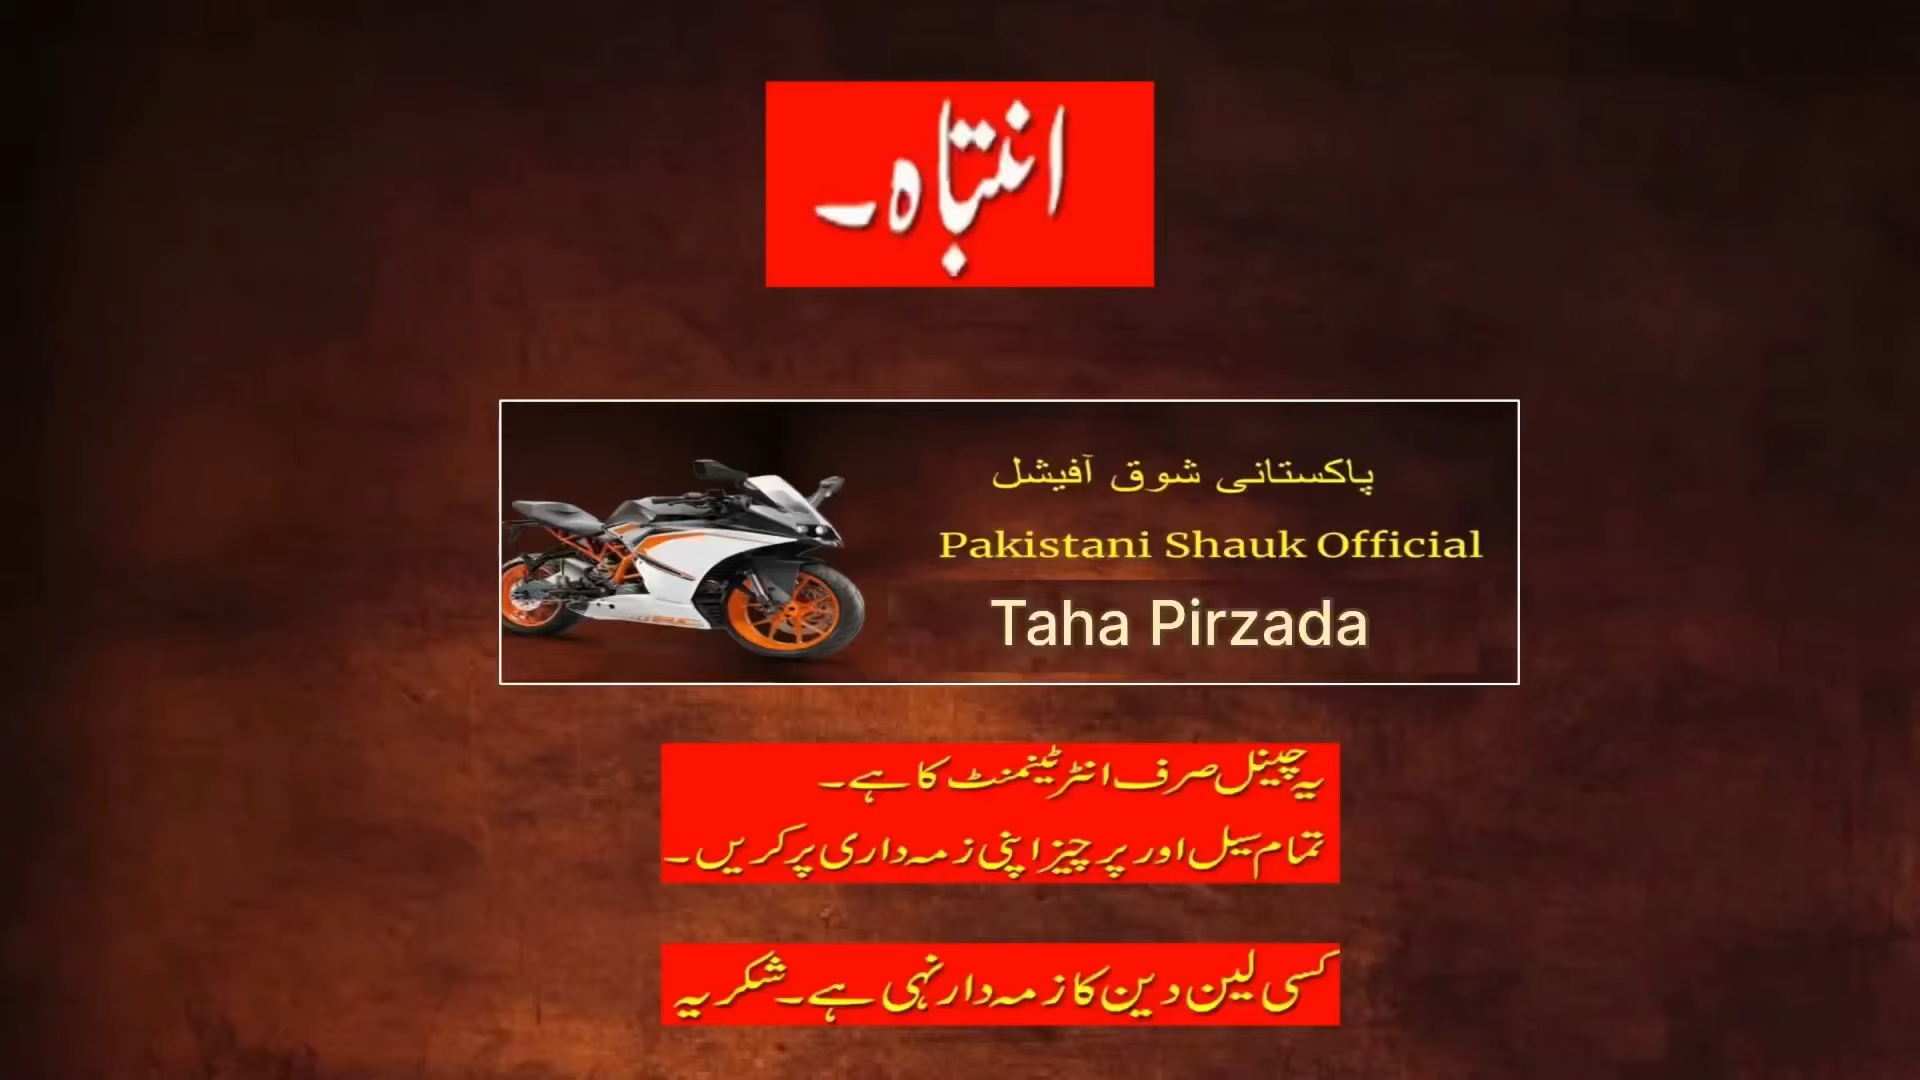 انتباہ۔
پاکستانی شوق آفیشل
Pakistani Shauk Official
Taha Pirzada
یہ چینل صرف انٹرٹینمنٹ کا ہے۔
تمام سیل اور پرچیز اپنی زمہ داری پر کریں۔
کسی لین دین کا زمہ دار نہی ہے۔ شکریہ